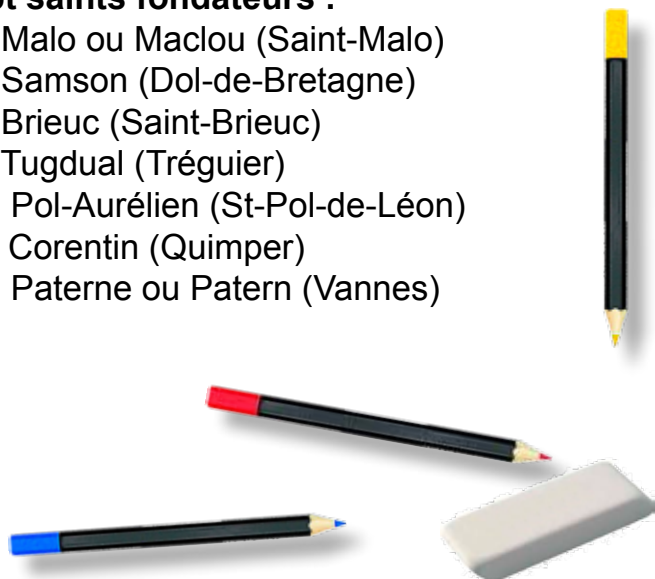 saints fondateurs :
Malo ou Maclou (Saint-Malo)
Samson (Dol-de-Bretagne)
Brieuc (Saint-Brieuc)
Tugdual (Tréguier)
Pol-Aurélien (St-Pol-de-Léon)
Corentin (Quimper)
Paterne ou Patern (Vannes)